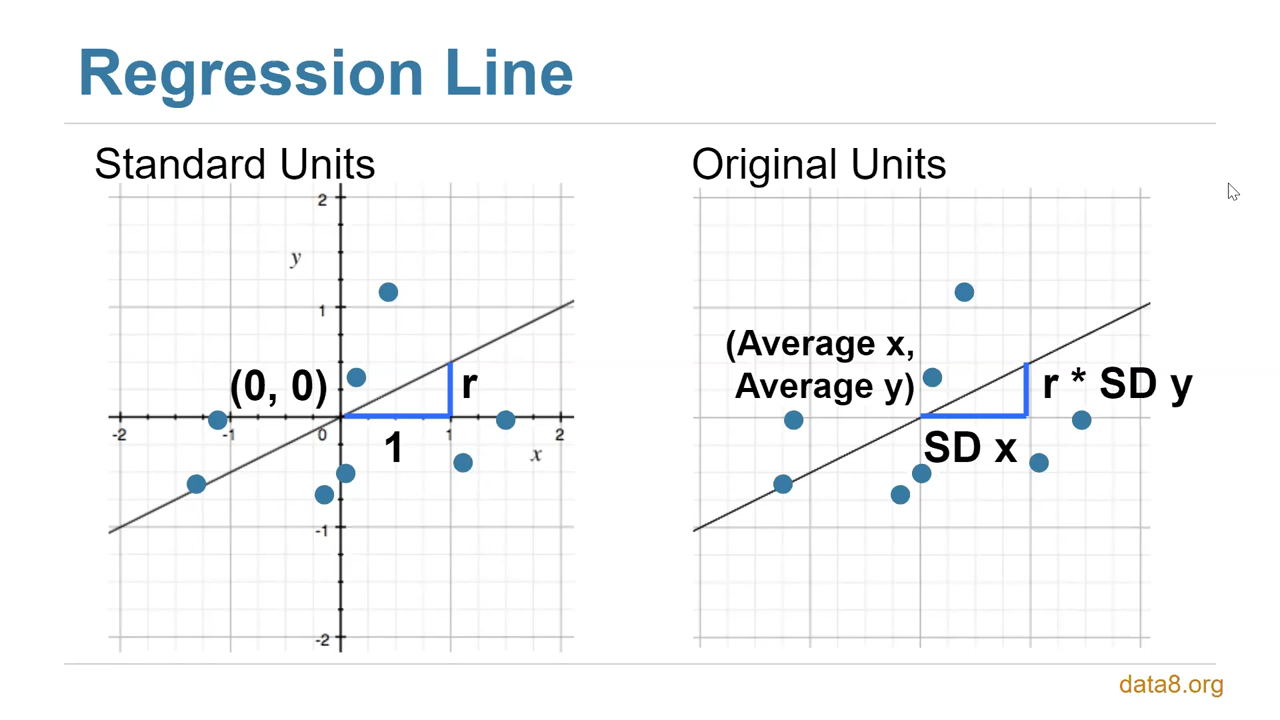 Regression Line
Standard Units
2
y
1
(0, 0)
r
-2
-1
0
1
2
1
x
-1
-2
Original Units
(Average x,
Average y)
r * SD y
SD x
data8.org